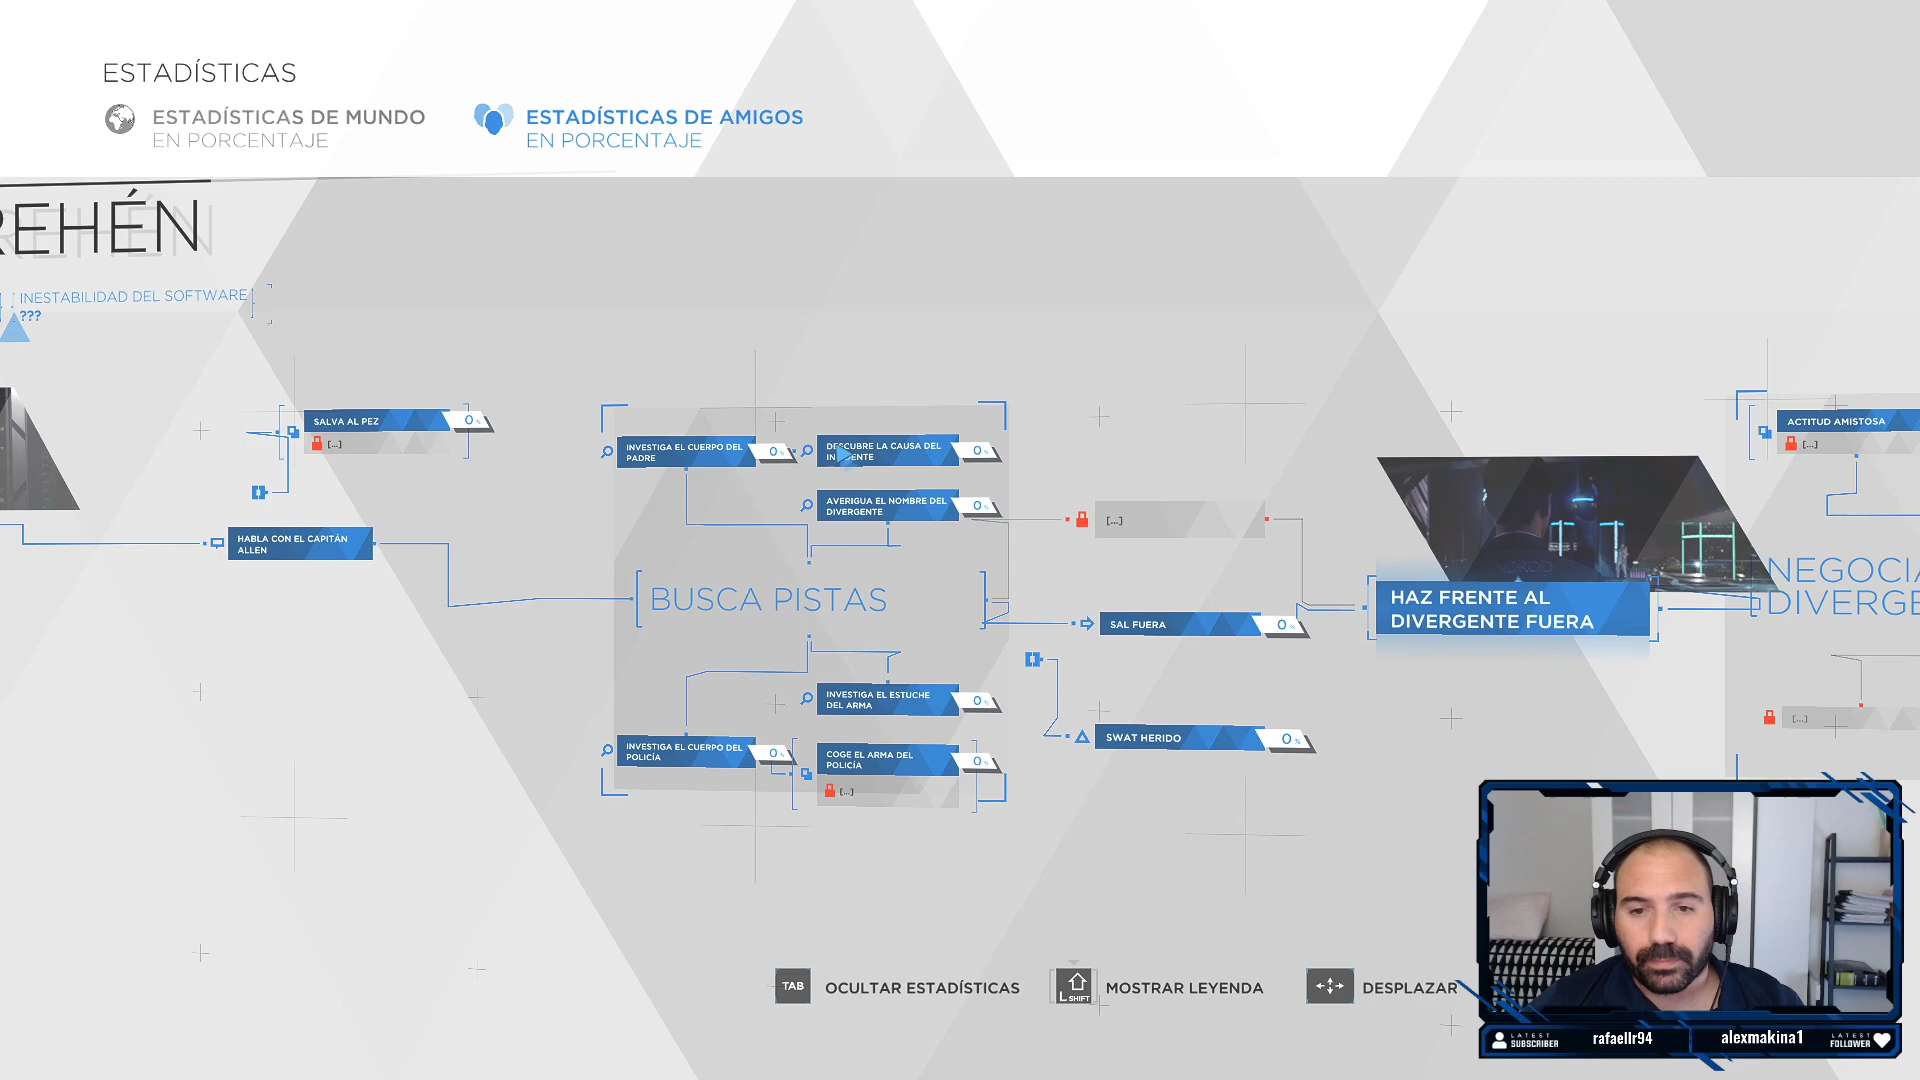 ESTADÍSTICAS
ESTADÍSTICAS DE MUNDO
EN PORCENTAJE
ESTADÍSTICAS DE AMIGOS
EN PORCENTAJE
REHÉN
INESTABILIDAD DEL SOFTWARE
???
SALVA AL PEZ
0 %
[...]
HABLA CON EL CAPITÁN
ALLEN
INVESTIGA EL CUERPO DEL
PADRE
0 %
DESCUBRE LA CAUSA DEL
INCIDENTE
0 %
AVERIGUA EL NOMBRE DEL
DIVERGENTE
0 %
BUSCA PISTAS
INVESTIGA EL ESTUCHE
DEL ARMA
0 %
INVESTIGA EL CUERPO DEL
POLICÍA
0 %
COGE EL ARMA DEL
POLICÍA
0 %
[...]
[...]
SAL FUERA
0 %
SWAT HERIDO
0 %
ANDROID
HAZ FRENTE AL
DIVERGENTE FUERA
ACTITUD AMISTOSA
[...]
NEGOCIA
DIVERGE
[...]
TAB
OCULTAR ESTADÍSTICAS
L SHIFT
MOSTRAR LEYENDA
DESPLAZAR
LATEST
SUBSCRIBER
rafaellr94
alexmakina1
LATEST
FOLLOWER